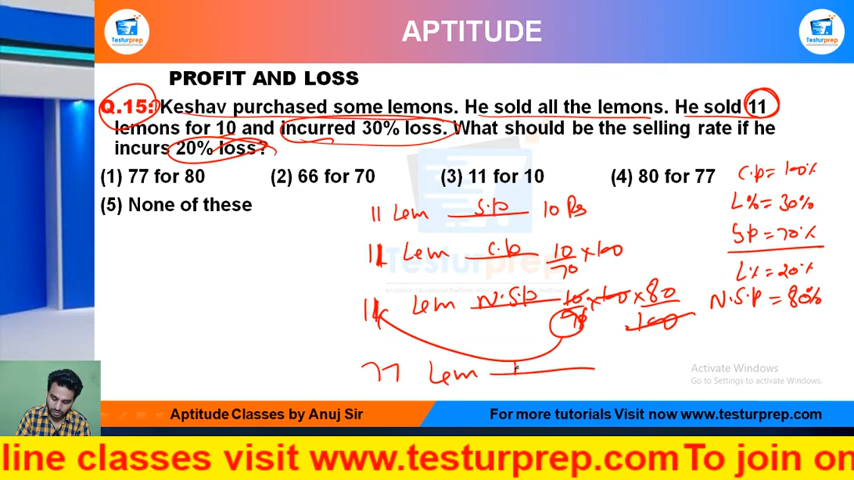 APTITUDE
Testurprep
Testurprep
PROFIT AND LOSS
Q.15: Keshav purchased some lemons. He sold all the lemons. He sold 11
lemons for 10 and incurred 30% loss. What should be the selling rate if he
incurs 20% loss?
(1) 77 for 80 (2) 66 for 70 (3) 11 for 10 (4) 80 for 77
(5) None of these
C.P = 100%
L% = 30%
SP = 70%
L% = 20%
N.S.P = 80%
11 Lem S.P 10 Rs
11 Lem C.P 10/70 × 100
11 Lem N.S.P 10/70 × 100 × 80/100
77 Lem
Testurprep
Activate Windows
Go to Settings to activate Windows.
Aptitude Classes by Anuj Sir For more tutorials Visit now www.testurprep.com
line classes visit www.testurprep.com To join on